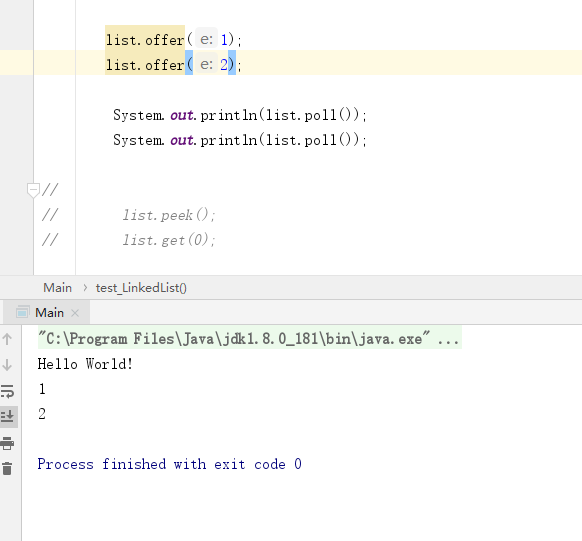 list.offer( e: 1);
list.offer( e: 2);
System.out.println(list.poll());
System.out.println(list.poll());
//
// list.peek();
// list.get(0);
Main › test_LinkedList()
Main ×
"C:\Program Files\Java\jdk1.8.0_181\bin\java.exe" ...
Hello World!
1
2
Process finished with exit code 0